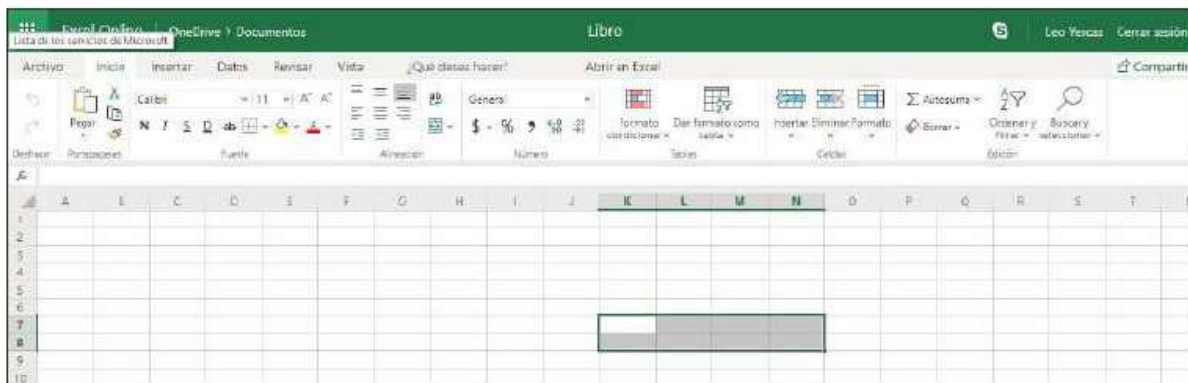 Excel Online OneDrive > Documentos Libro Leo Yescas Cerrar sesión
Lista de los servicios de Microsoft
Archivo Inicio Insertar Datos Revisar Vista ¿Qué desea hacer? Abrir en Excel Compartir
Calibri 11 A A General Autosuma
Pegar N I S D ab $ % Formato Dar formato como Insertar Eliminar Formato Borrar Ordenar y Buscar y
condicional tabla filtrar seleccionar
Deshacer Portapapeles Fuente Alineación Número Tablas Celdas Edición
fx
A B C D E F G H I J K L M N O P Q R S T
1
2
3
4
5
6
7
8
9
10